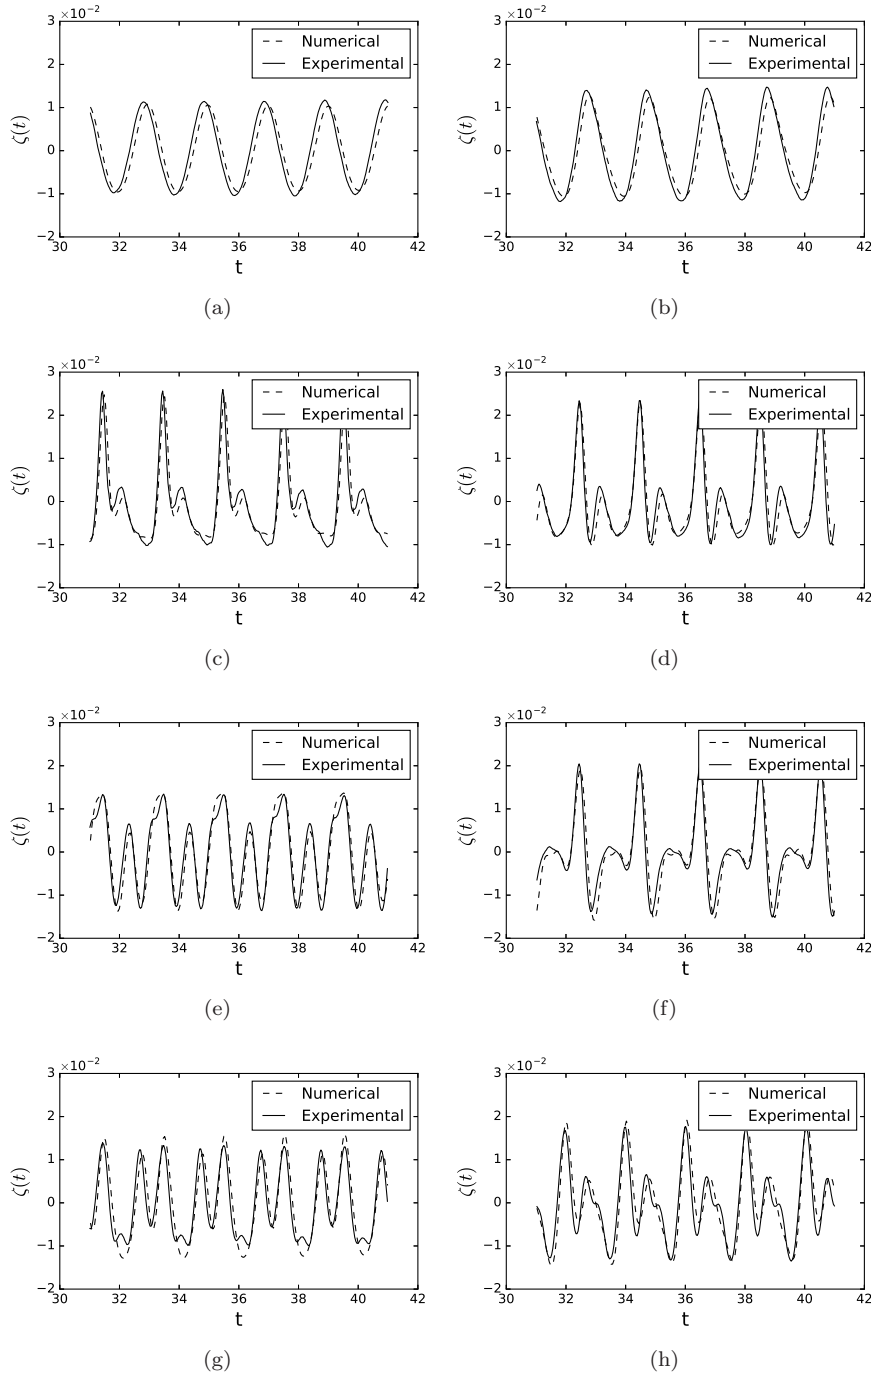 ×10⁻² ×10⁻²
3 3
Numerical Numerical
Experimental Experimental
2 2
1 1
ζ(t) 0 ζ(t) 0
−1 −1
−2 −2
30 32 34 36 38 40 42 30 32 34 36 38 40 42
t t
(a) (b)
×10⁻² ×10⁻²
3 3
Numerical Numerical
Experimental Experimental
2 2
1 1
ζ(t) 0 ζ(t) 0
−1 −1
−2 −2
30 32 34 36 38 40 42 30 32 34 36 38 40 42
t t
(c) (d)
×10⁻² ×10⁻²
3 3
Numerical Numerical
Experimental Experimental
2 2
1 1
ζ(t) 0 ζ(t) 0
−1 −1
−2 −2
30 32 34 36 38 40 42 30 32 34 36 38 40 42
t t
(e) (f)
×10⁻² ×10⁻²
3 3
Numerical Numerical
Experimental Experimental
2 2
1 1
ζ(t) 0 ζ(t) 0
−1 −1
−2 −2
30 32 34 36 38 40 42 30 32 34 36 38 40 42
t t
(g) (h)